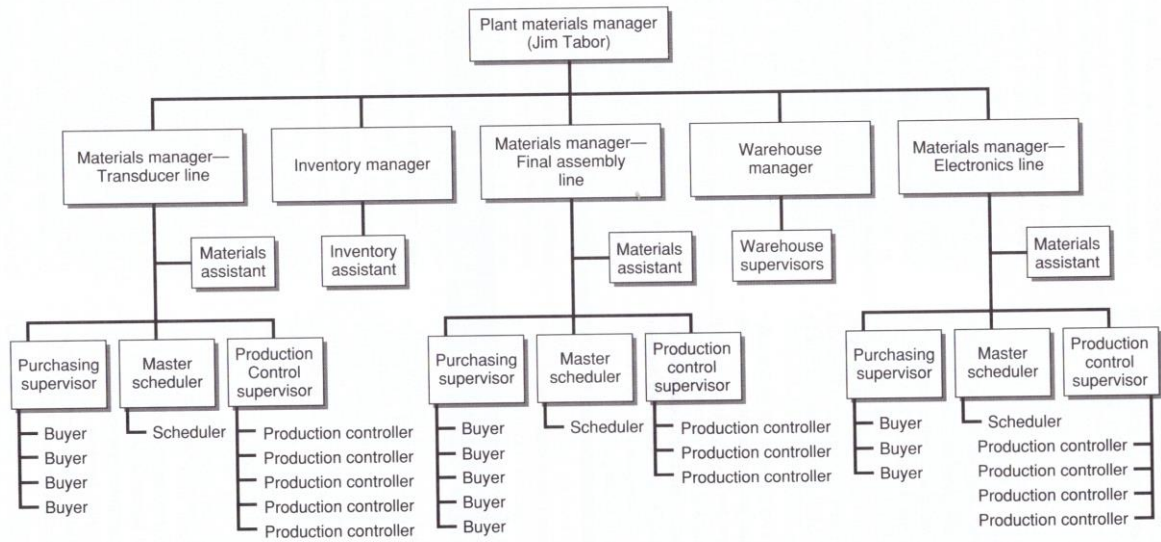 Plant materials manager
(Jim Tabor)
Materials manager—
Transducer line
Inventory manager
Materials manager—
Final assembly
line
Warehouse
manager
Materials manager—
Electronics line
Materials
assistant
Inventory
assistant
Materials
assistant
Warehouse
supervisors
Materials
assistant
Purchasing
supervisor
Master
scheduler
Production
Control
supervisor
Purchasing
supervisor
Master
scheduler
Production
control
supervisor
Purchasing
supervisor
Master
scheduler
Production
control
supervisor
Buyer
Buyer
Buyer
Buyer
Scheduler
Production controller
Production controller
Production controller
Production controller
Production controller
Buyer
Buyer
Buyer
Buyer
Buyer
Scheduler
Production controller
Production controller
Production controller
Buyer
Buyer
Buyer
Scheduler
Production controller
Production controller
Production controller
Production controller